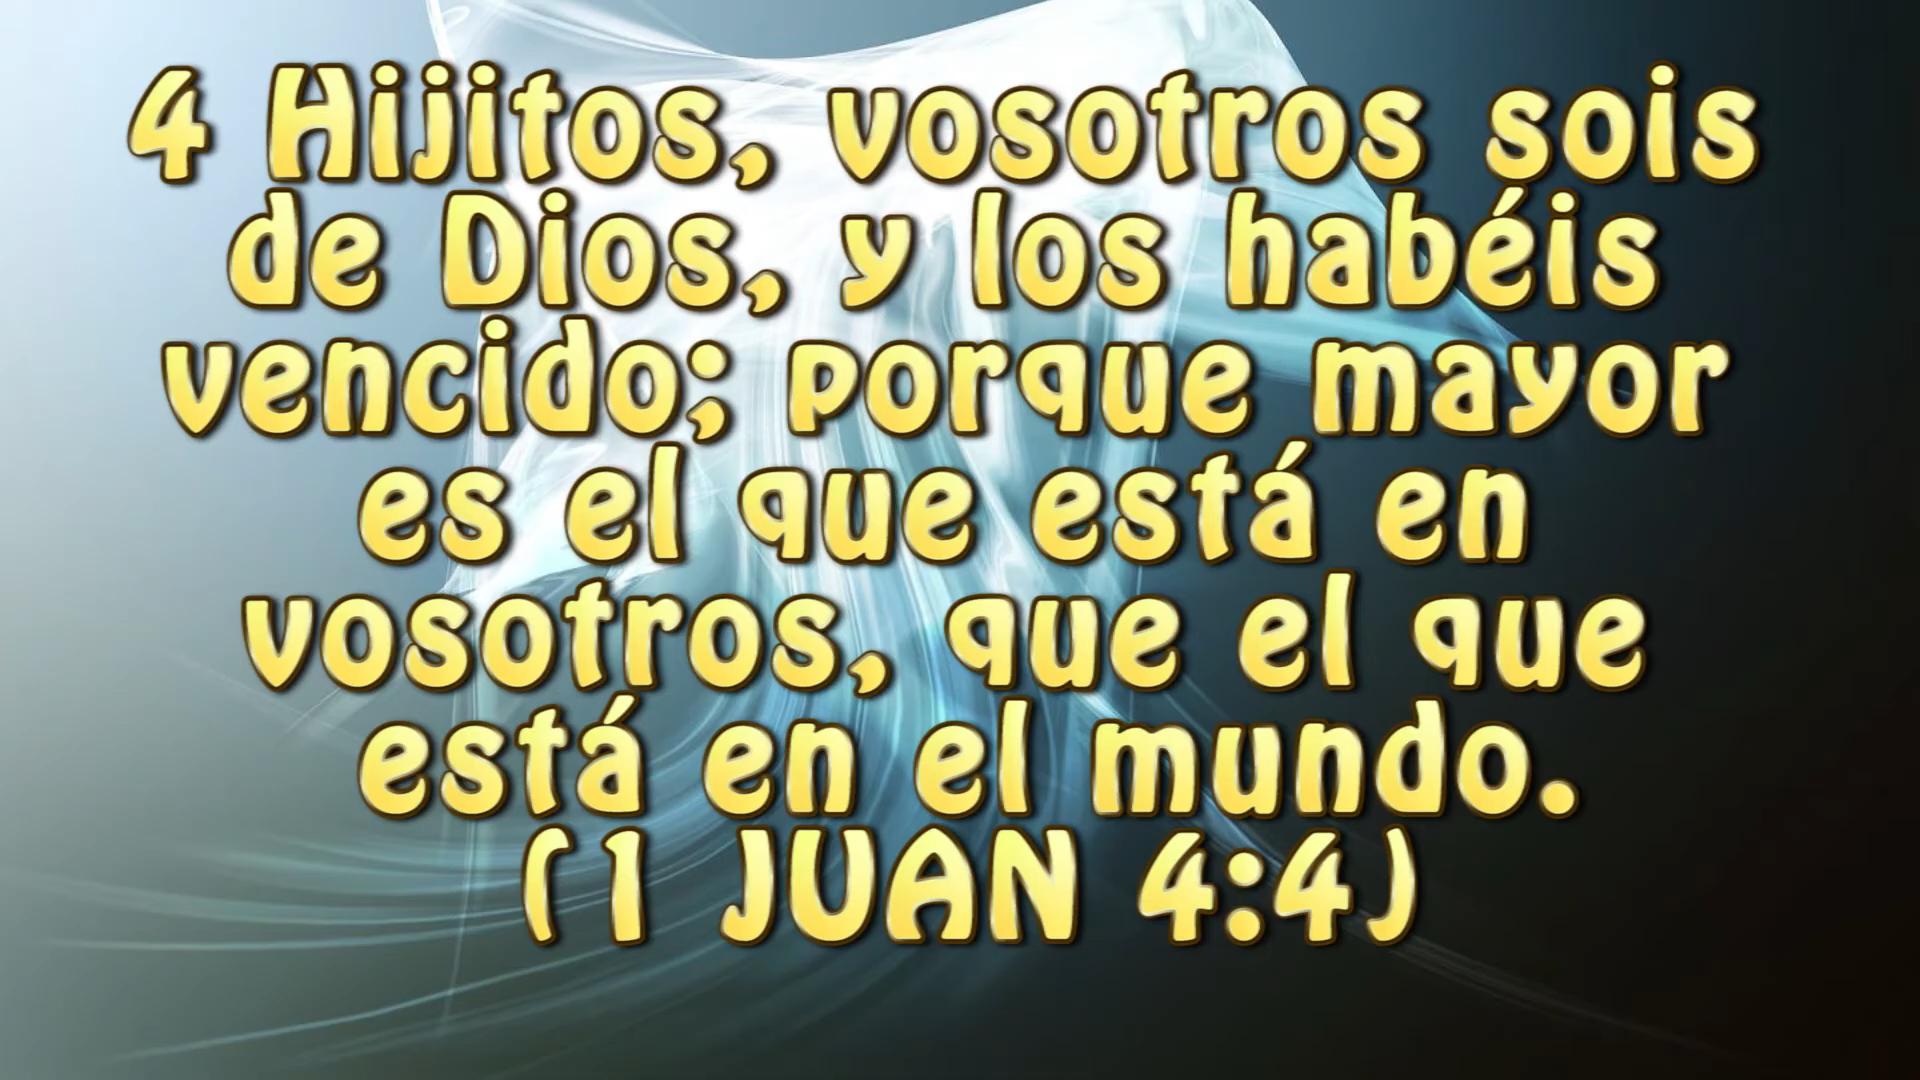 4 Hijitos, vosotros sois
de Dios, y los habéis
vencido; porque mayor
es el que está en
vosotros, que el que
está en el mundo.
(1 JUAN 4:4)